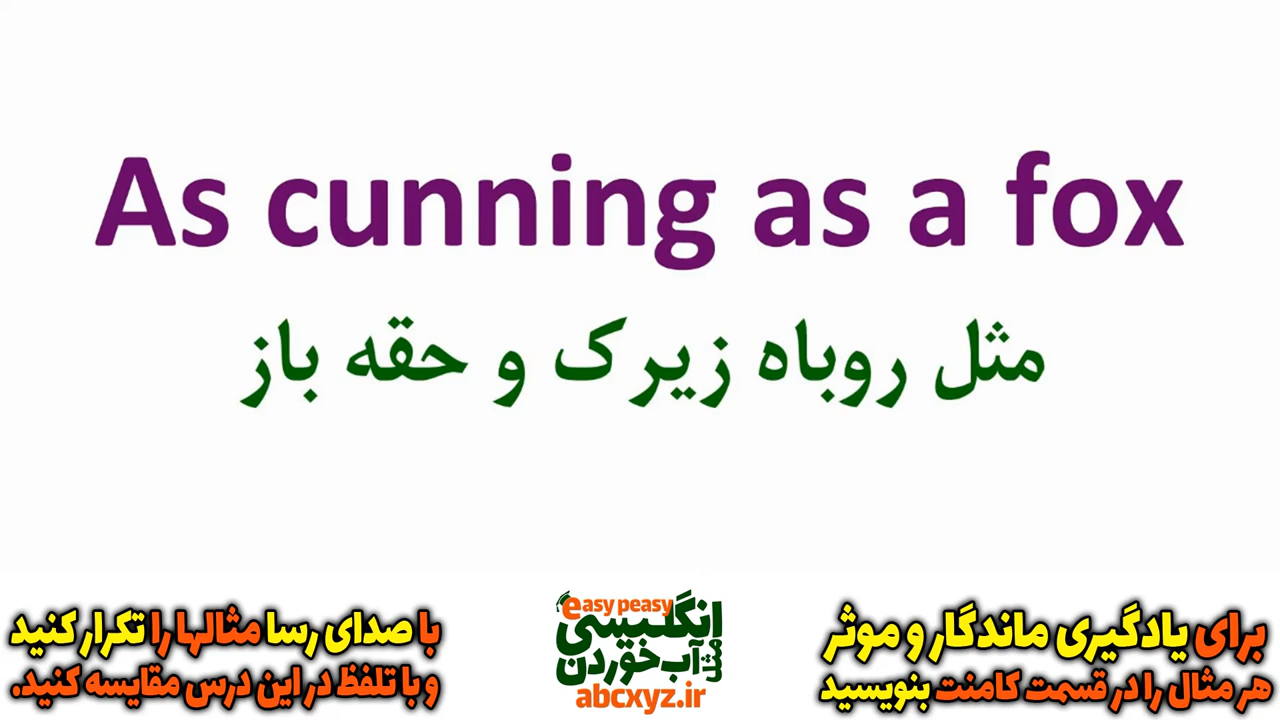 As cunning as a fox
مثل روباه زیرک و حقه باز
برای یادگیری ماندگار و موثر
هر مثال را در قسمت کامنت بنویسید
easy peasy
انگلیسی
مثل آب خوردن
abcxyz.ir
با صدای رسا مثالها را تکرار کنید
و با تلفظ در این درس مقایسه کنید.